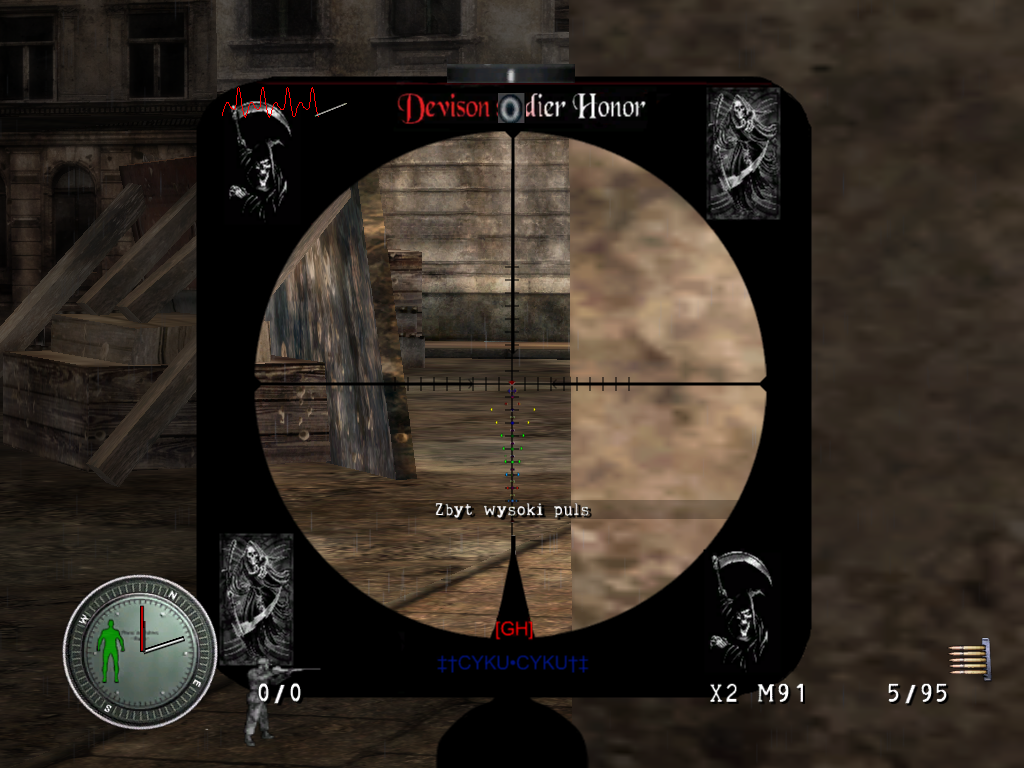 Devison S dier Honor
Zbyt wysoki puls
[GH]
‡†CYKU•CYKU†‡
N
W
E
S
0/0
X2 M91
5/95